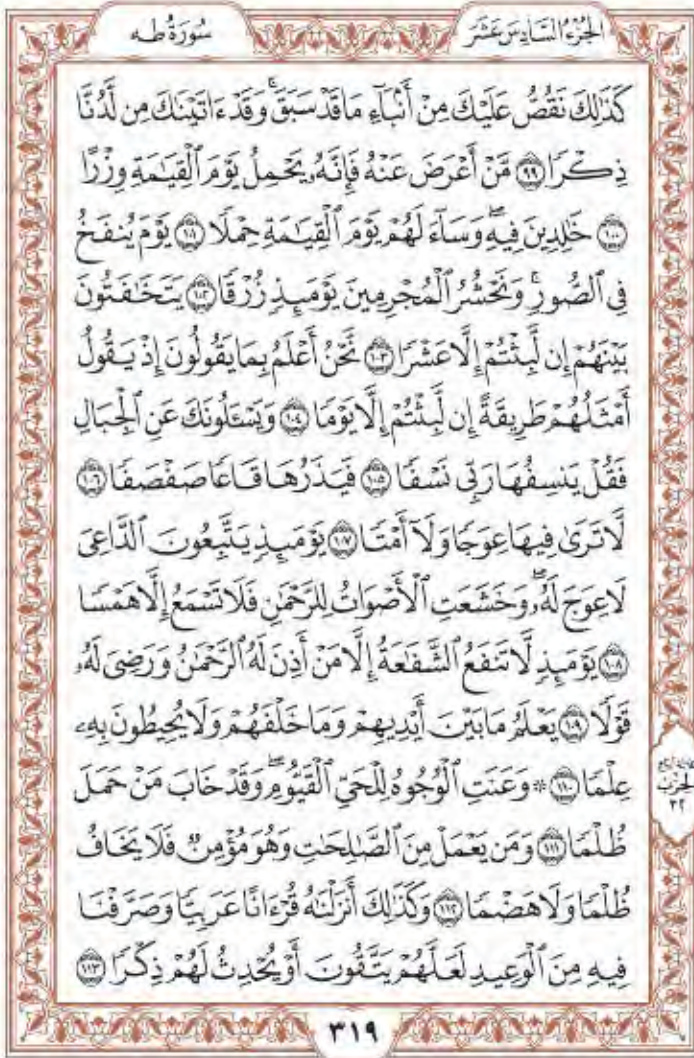 الجزء السادس عشر
سورة طه
كَذَٰلِكَ نَقُصُّ عَلَيْكَ مِنْ أَنۢبَآءِ مَا قَدْ سَبَقَۚ وَقَدْ ءَاتَيْنَٰكَ مِن لَّدُنَّا
ذِكْرًا ٩٩ مَّنْ أَعْرَضَ عَنْهُ فَإِنَّهُۥ يَحْمِلُ يَوْمَ ٱلْقِيَٰمَةِ وِزْرًا
١٠٠ خَٰلِدِينَ فِيهِۖ وَسَآءَ لَهُمْ يَوْمَ ٱلْقِيَٰمَةِ حِمْلًا ١٠١ يَوْمَ يُنفَخُ
فِى ٱلصُّورِۚ وَنَحْشُرُ ٱلْمُجْرِمِينَ يَوْمَئِذٍ زُرْقًا ١٠٢ يَتَخَٰفَتُونَ
بَيْنَهُمْ إِن لَّبِثْتُمْ إِلَّا عَشْرًا ١٠٣ نَّحْنُ أَعْلَمُ بِمَا يَقُولُونَ إِذْ يَقُولُ
أَمْثَلُهُمْ طَرِيقَةً إِن لَّبِثْتُمْ إِلَّا يَوْمًا ١٠٤ وَيَسْـَٔلُونَكَ عَنِ ٱلْجِبَالِ
فَقُلْ يَنسِفُهَا رَبِّى نَسْفًا ١٠٥ فَيَذَرُهَا قَاعًا صَفْصَفًا ١٠٦
لَّا تَرَىٰ فِيهَا عِوَجًا وَلَآ أَمْتًا ١٠٧ يَوْمَئِذٍ يَتَّبِعُونَ ٱلدَّاعِىَ
لَا عِوَجَ لَهُۥۖ وَخَشَعَتِ ٱلْأَصْوَاتُ لِلرَّحْمَٰنِ فَلَا تَسْمَعُ إِلَّا هَمْسًا
١٠٨ يَوْمَئِذٍ لَّا تَنفَعُ ٱلشَّفَٰعَةُ إِلَّا مَنْ أَذِنَ لَهُ ٱلرَّحْمَٰنُ وَرَضِىَ لَهُۥ
قَوْلًا ١٠٩ يَعْلَمُ مَا بَيْنَ أَيْدِيهِمْ وَمَا خَلْفَهُمْ وَلَا يُحِيطُونَ بِهِۦ
عِلْمًا ١١٠ ۞ وَعَنَتِ ٱلْوُجُوهُ لِلْحَىِّ ٱلْقَيُّومِۖ وَقَدْ خَابَ مَنْ حَمَلَ
ظُلْمًا ١١١ وَمَن يَعْمَلْ مِنَ ٱلصَّٰلِحَٰتِ وَهُوَ مُؤْمِنٌ فَلَا يَخَافُ
ظُلْمًا وَلَا هَضْمًا ١١٢ وَكَذَٰلِكَ أَنزَلْنَٰهُ قُرْءَانًا عَرَبِيًّا وَصَرَّفْنَا
فِيهِ مِنَ ٱلْوَعِيدِ لَعَلَّهُمْ يَتَّقُونَ أَوْ يُحْدِثُ لَهُمْ ذِكْرًا ١١٣
الحزب
٣٢
٣١٩